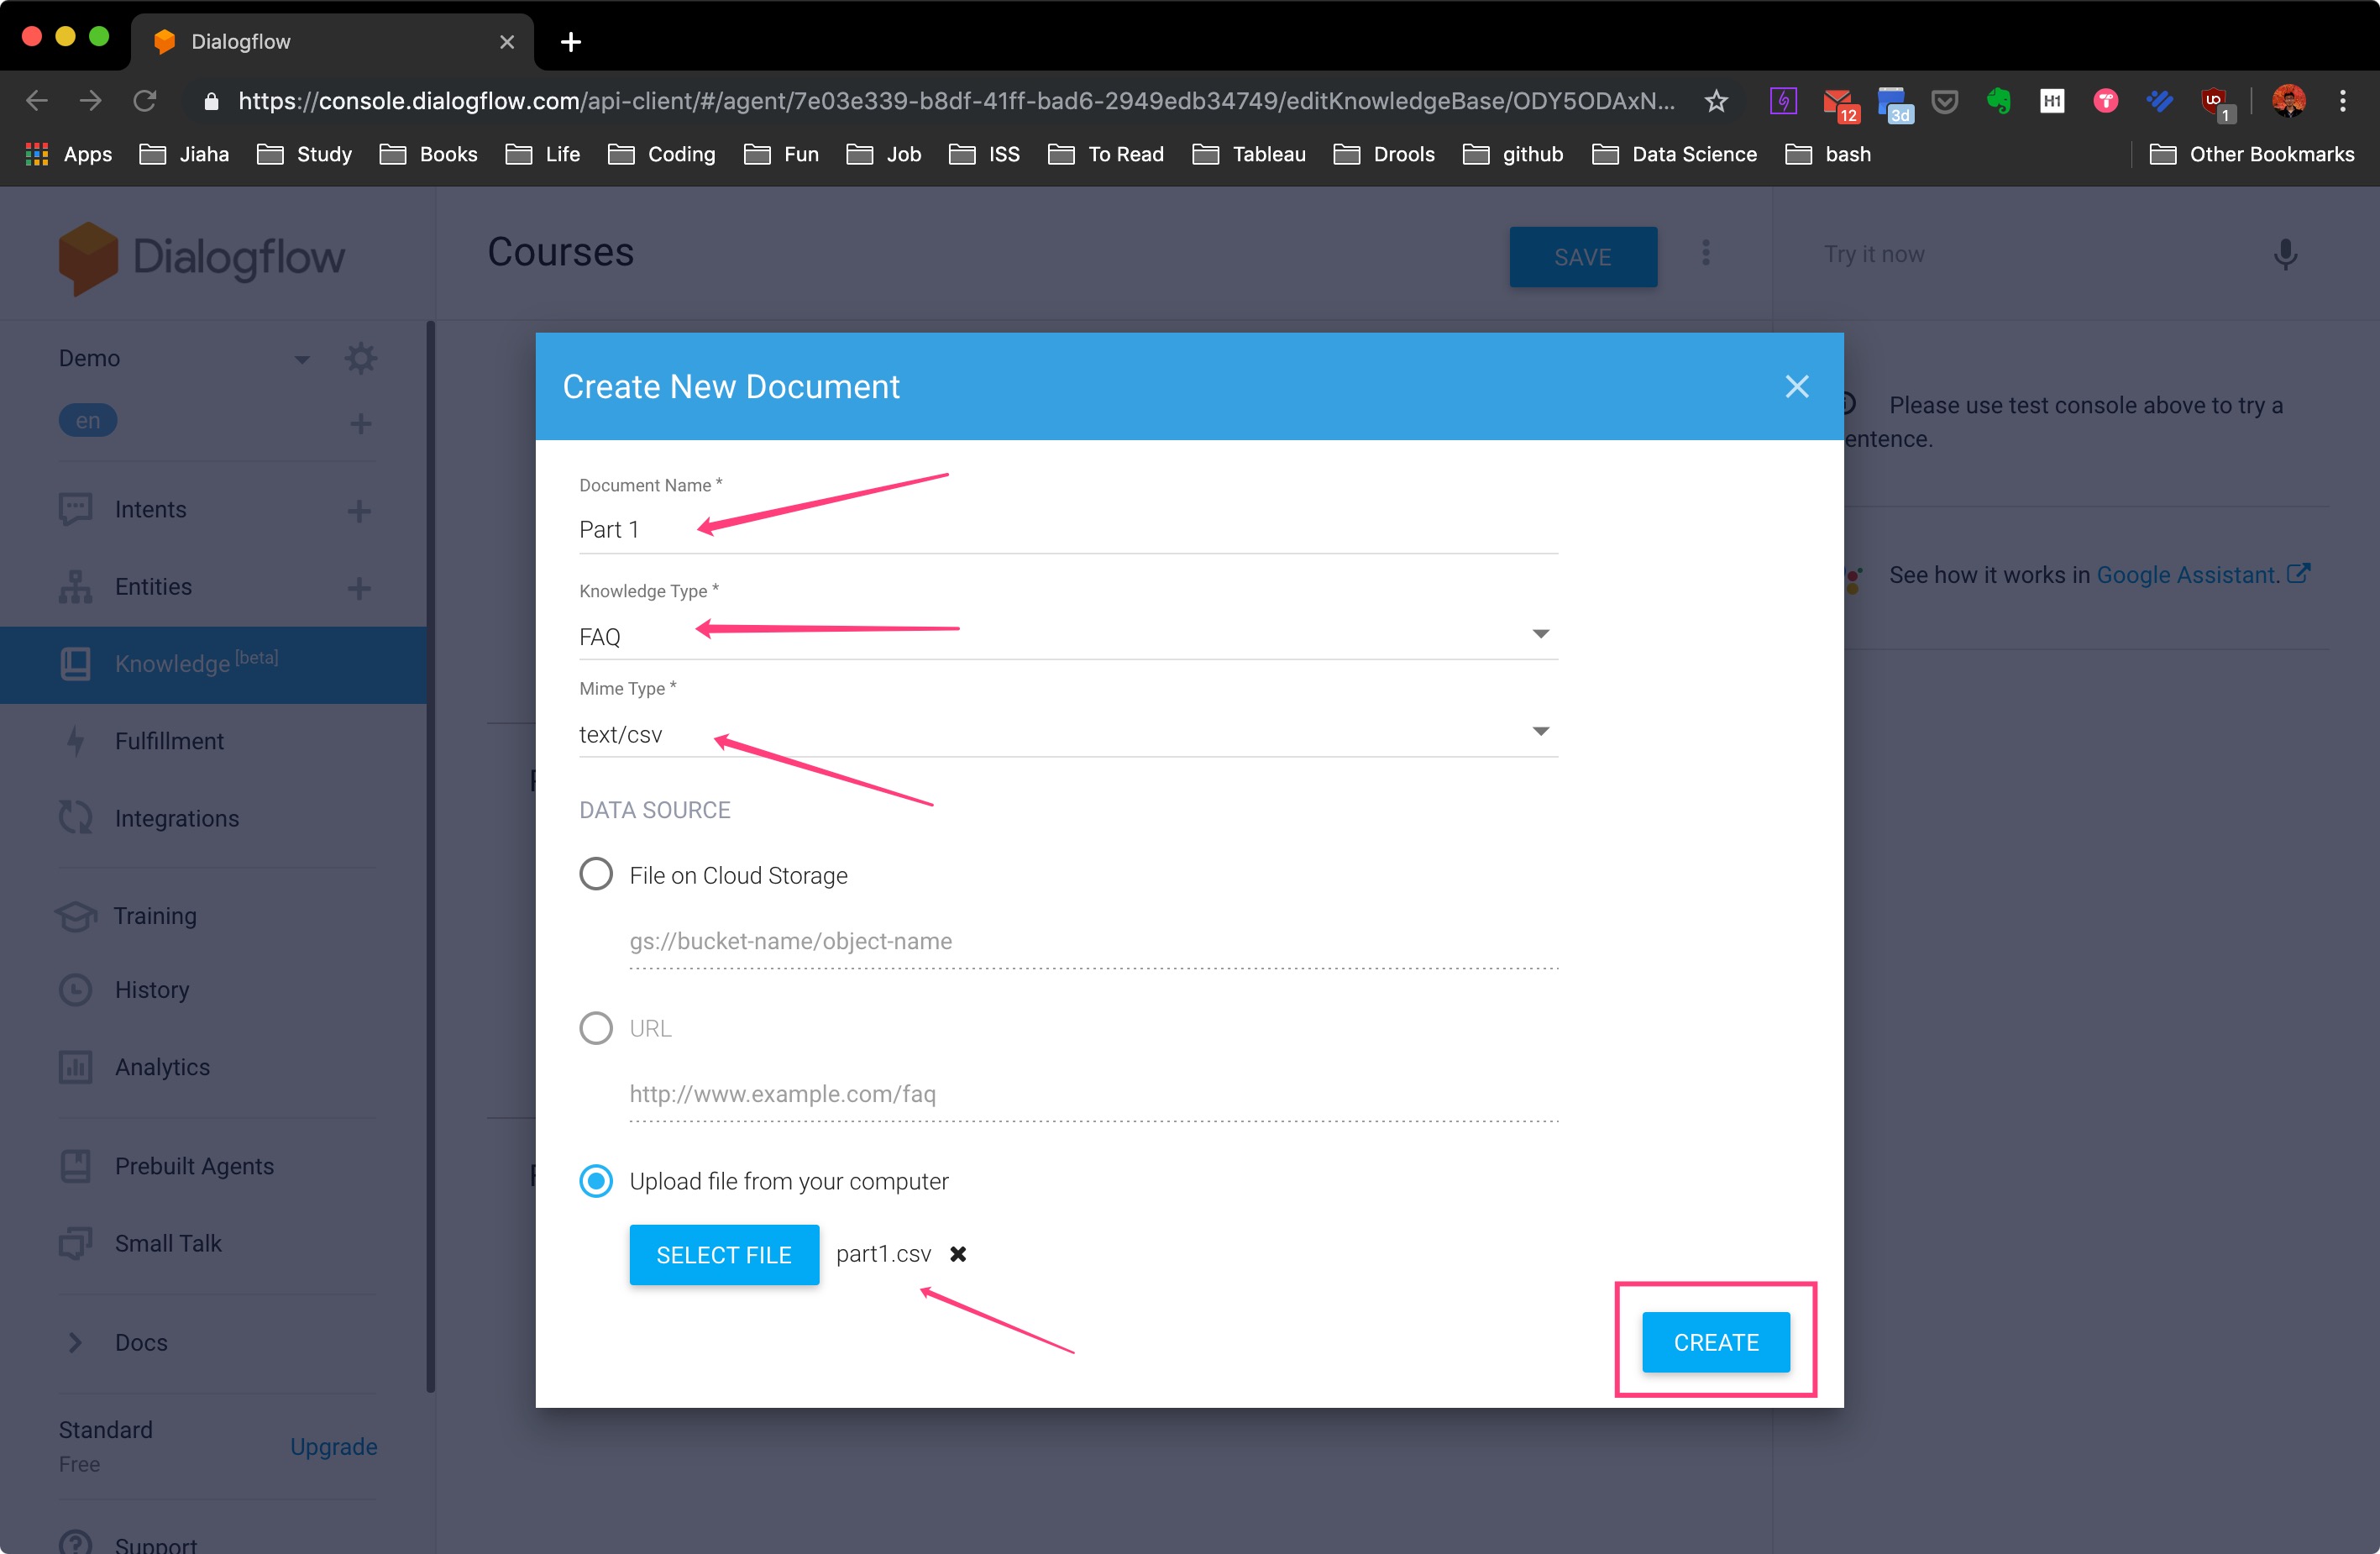 Dialogflow
https://console.dialogflow.com/api-client/#/agent/7e03e339-b8df-41ff-bad6-2949edb34749/editKnowledgeBase/ODY5ODAxN...
12
3d
H1
1
Apps Jiaha Study Books Life Coding Fun Job ISS To Read Tableau Drools github Data Science bash Other Bookmarks
Dialogflow
Courses
SAVE
Try it now
Demo
en
Intents
Entities
Knowledge [beta]
Fulfillment
Integrations
Training
History
Analytics
Prebuilt Agents
Small Talk
Docs
Standard
Free
Upgrade
Support
Create New Document
Document Name *
Part 1
Knowledge Type *
FAQ
Mime Type *
text/csv
DATA SOURCE
File on Cloud Storage
gs://bucket-name/object-name
URL
http://www.example.com/faq
Upload file from your computer
SELECT FILE part1.csv
CREATE
Please use test console above to try a
entence.
See how it works in Google Assistant.